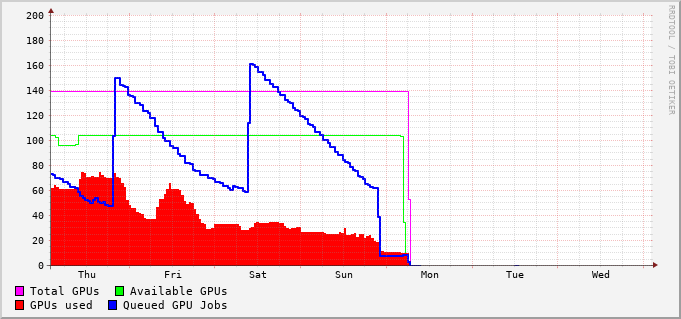 200
180
160
140
120
100
80
60
40
20
0
Thu Fri Sat Sun Mon Tue Wed
Total GPUs Available GPUs
GPUs used Queued GPU Jobs
RRDTOOL / TOBI OETIKER